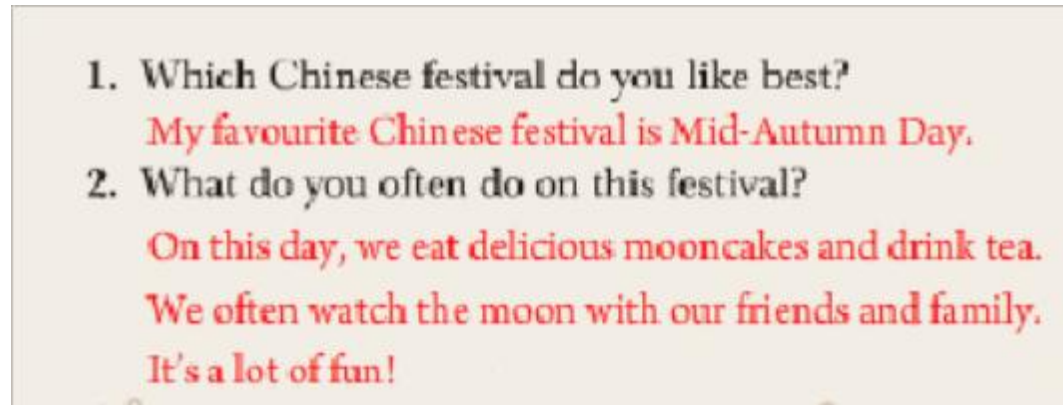 1. Which Chinese festival do you like best?
My favourite Chinese festival is Mid-Autumn Day.
2. What do you often do on this festival?
On this day, we eat delicious mooncakes and drink tea.
We often watch the moon with our friends and family.
It's a lot of fun!